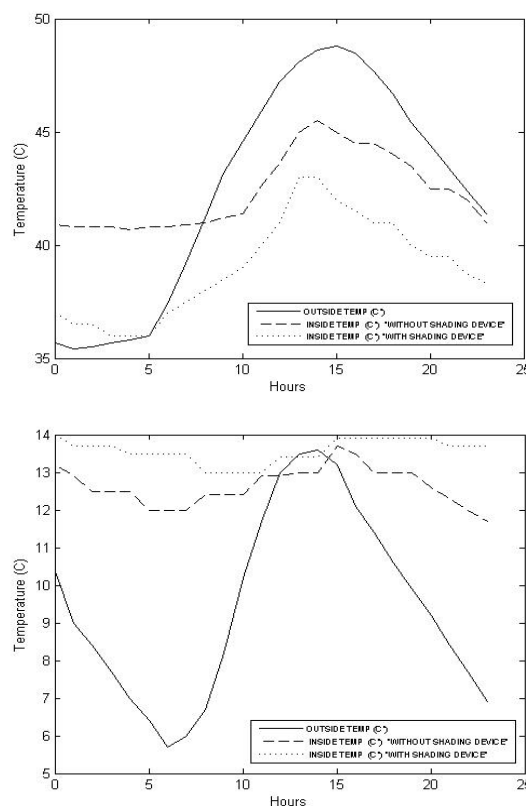 50
45
40
35
Temperature (C)
OUTSIDE TEMP (C°)
INSIDE TEMP (C°) "WITHOUT SHADING DEVICE"
INSIDE TEMP (C°) "WITH SHADING DEVICE"
0 5 10 15 20 25
Hours
14
13
12
11
10
9
8
7
6
5
Temperature (C)
OUTSIDE TEMP (C°)
INSIDE TEMP (C°) "WITHOUT SHADING DEVICE"
INSIDE TEMP (C°) "WITH SHADING DEVICE"
0 5 10 15 20 25
Hours